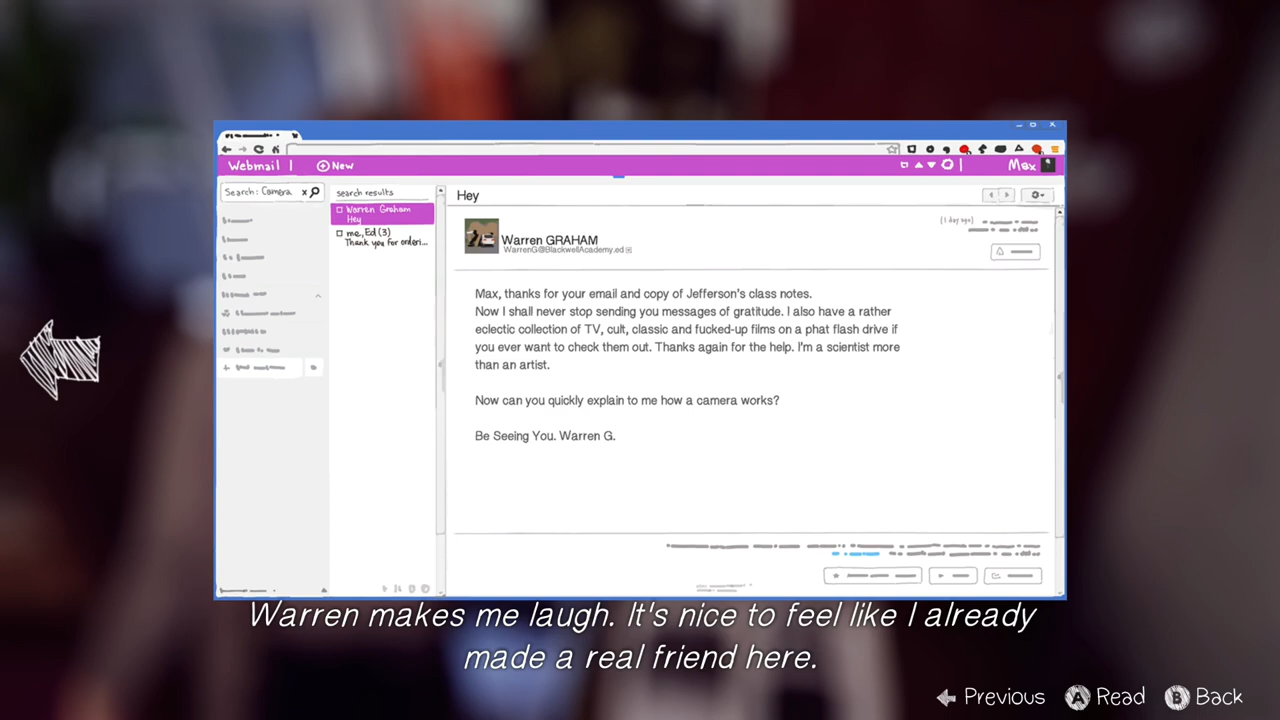 Webmail |
New
Max
Search: Camera x
search results
Warren Graham
Hey
me, Ed (3)
Thank you for orderi...
Hey
(1 day ago)
Warren GRAHAM
WarrenG@BlackwellAcademy.ed
Max, thanks for your email and copy of Jefferson's class notes.
Now I shall never stop sending you messages of gratitude. I also have a rather
eclectic collection of TV, cult, classic and fucked-up films on a phat flash drive if
you ever want to check them out. Thanks again for the help. I'm a scientist more
than an artist.
Now can you quickly explain to me how a camera works?
Be Seeing You. Warren G.
Warren makes me laugh. It's nice to feel like I already
made a real friend here.
Previous A Read B Back